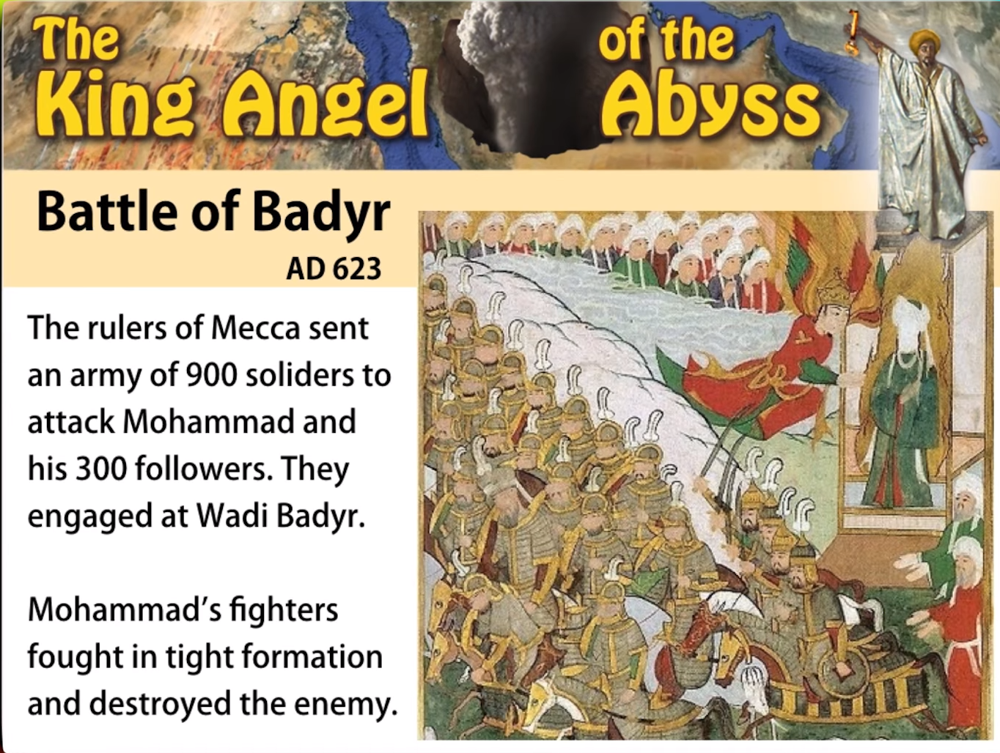 The
King Angel
of the
Abyss
Battle of Badyr
AD 623
The rulers of Mecca sent
an army of 900 soliders to
attack Mohammad and
his 300 followers. They
engaged at Wadi Badyr.
Mohammad’s fighters
fought in tight formation
and destroyed the enemy.